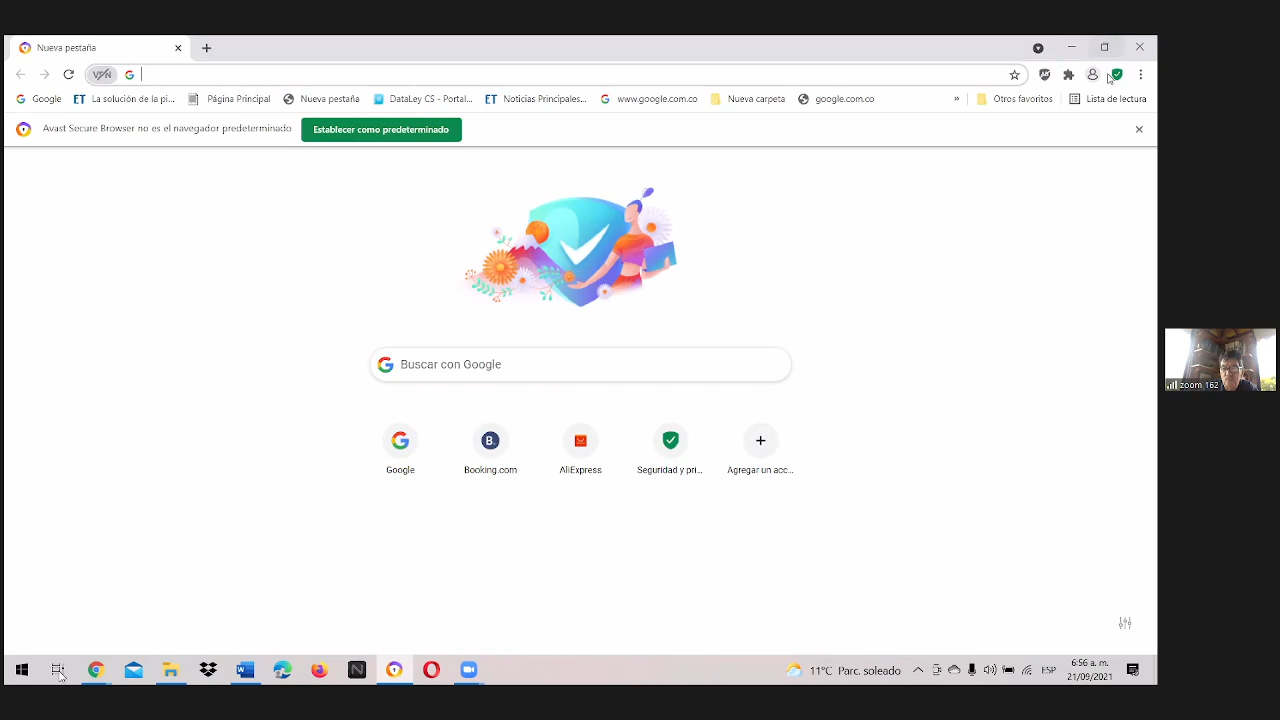 Nueva pestaña
VPN
Google
ET La solución de la pi...
Página Principal
Nueva pestaña
DataLey CS - Portal...
ET Noticias Principales...
www.google.com.co
Nueva carpeta
google.com.co
»
Otros favoritos
Lista de lectura
Avast Secure Browser no es el navegador predeterminado
Establecer como predeterminado
Buscar con Google
Google
B.
Booking.com
AliExpress
Seguridad y pri...
Agregar un acc...
zoom 162
11°C Parc. soleado
ESP
6:56 a. m.
21/09/2021